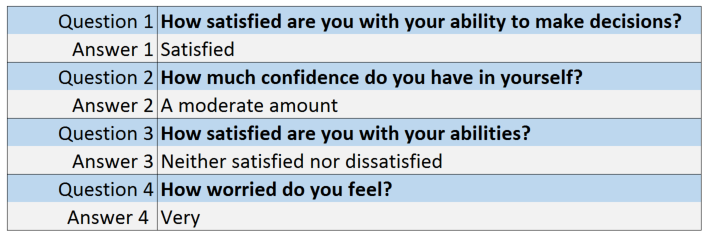 Question 1 How satisfied are you with your ability to make decisions?
Answer 1 Satisfied
Question 2 How much confidence do you have in yourself?
Answer 2 A moderate amount
Question 3 How satisfied are you with your abilities?
Answer 3 Neither satisfied nor dissatisfied
Question 4 How worried do you feel?
Answer 4 Very